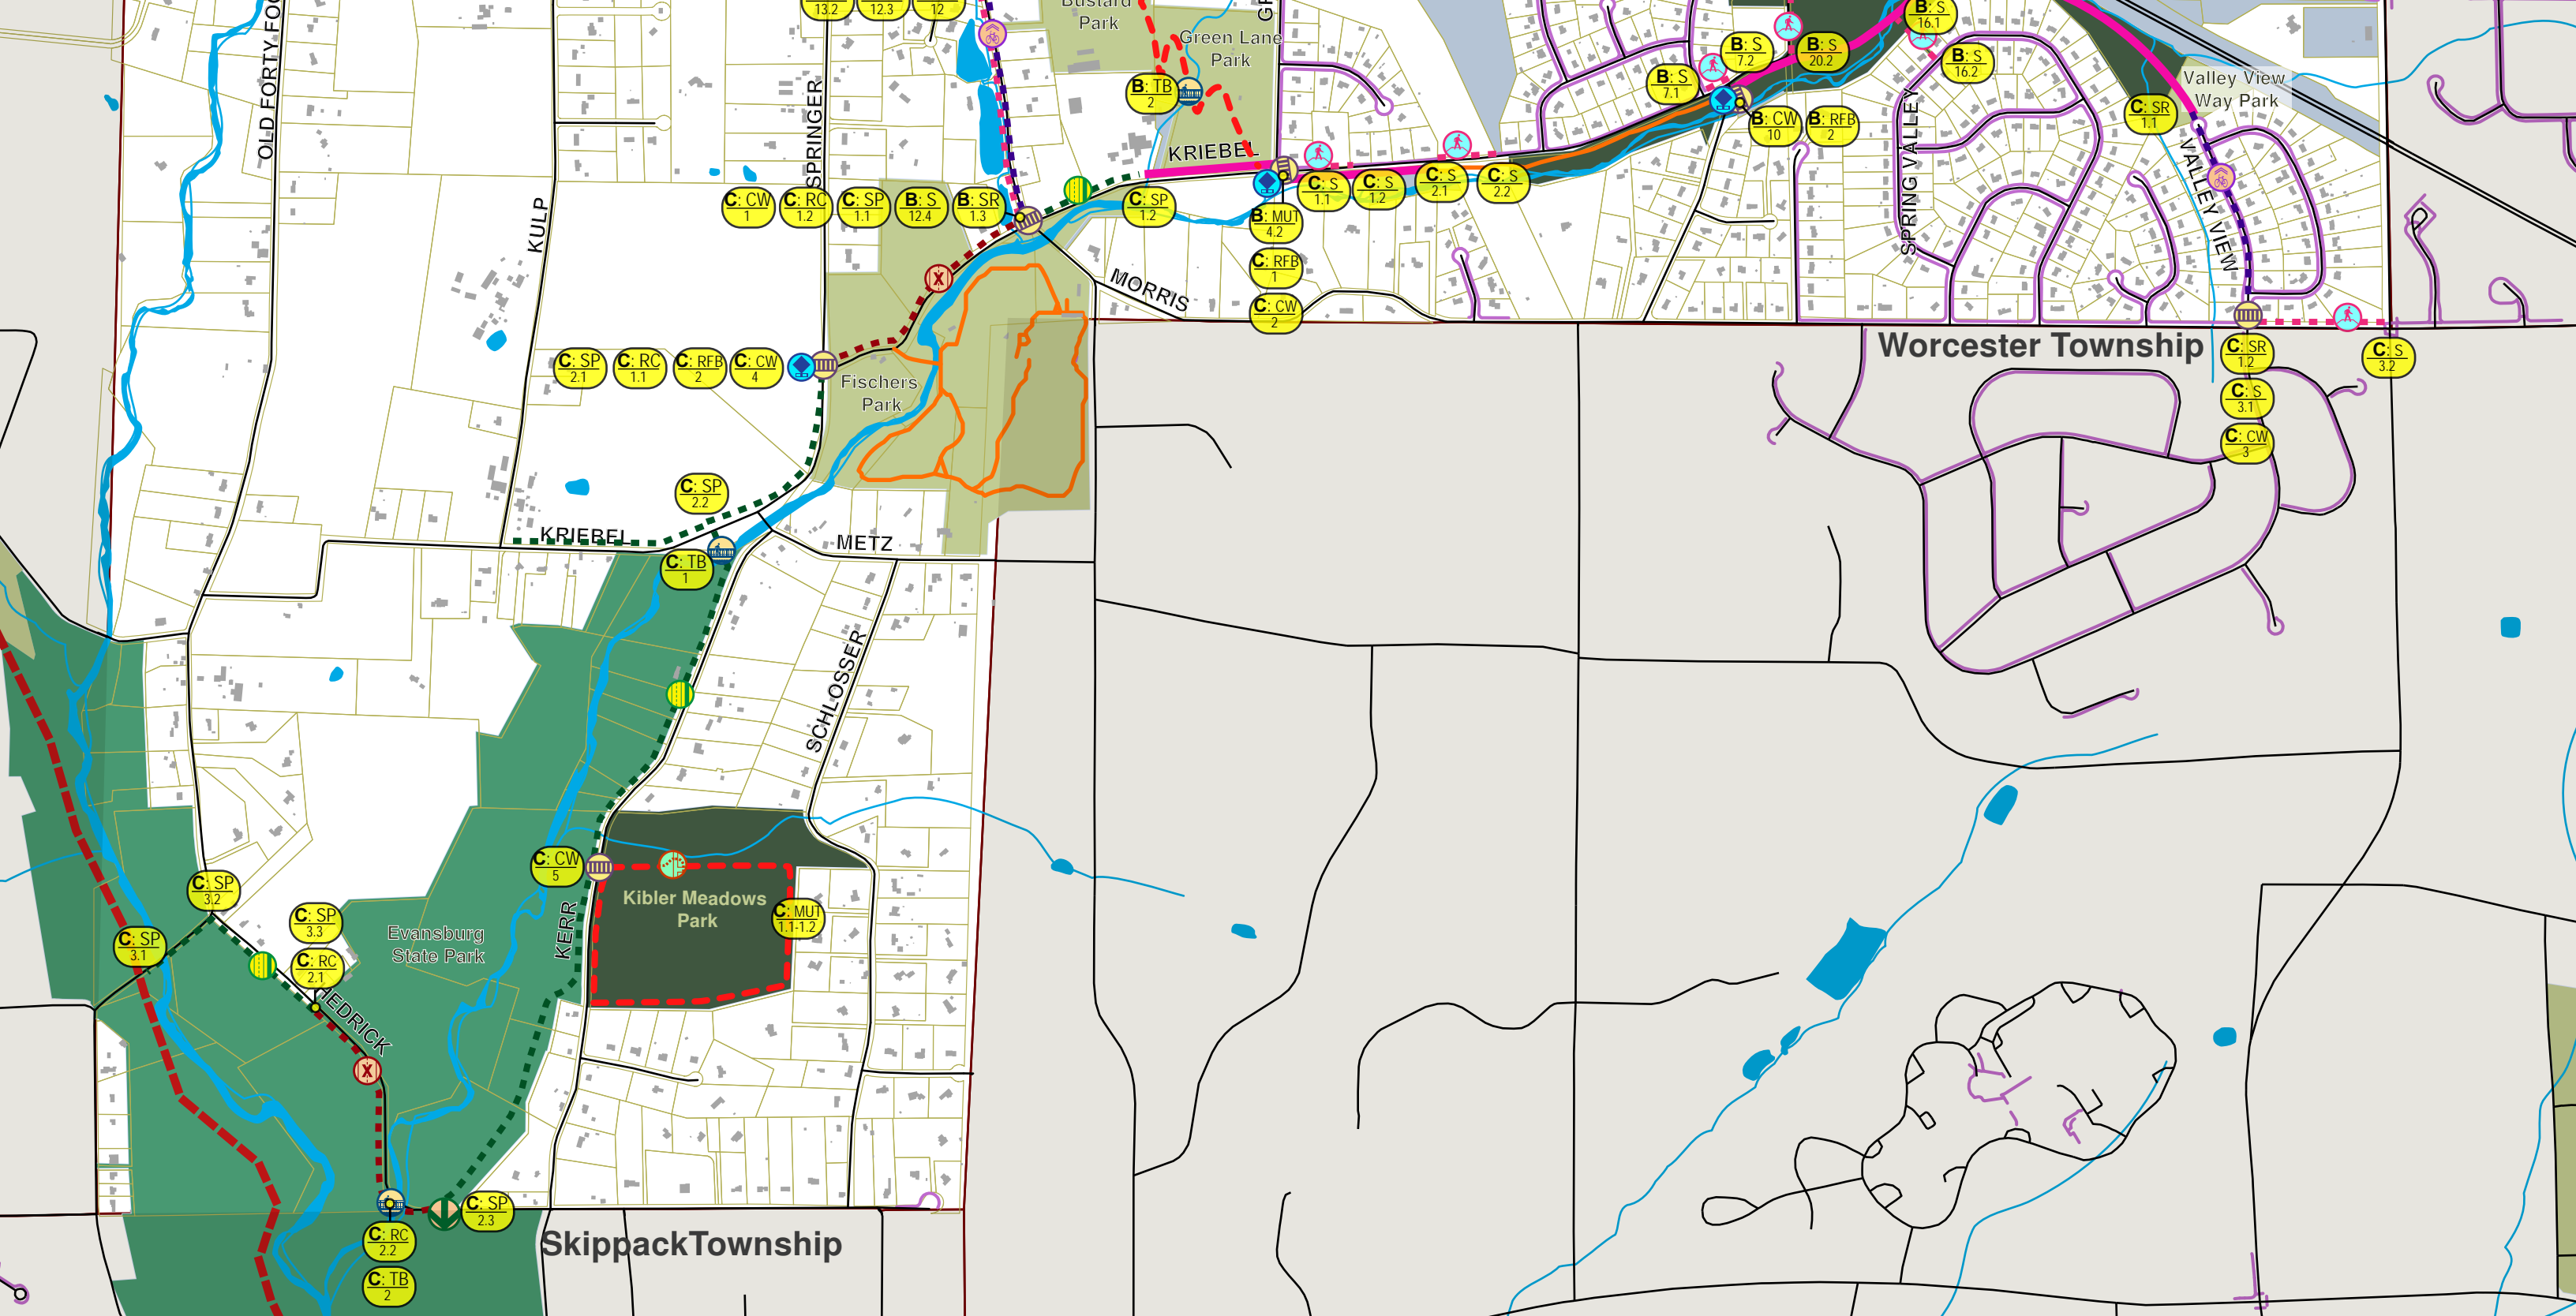 13.2
12.3
12
Bustard
Park
Green Lane
Park
B: TB
2
B: S
7.1
B: S
7.2
B: S
20.2
B: S
16.1
B: S
16.2
Valley View
Way Park
C: SR
1.1
B: CW
10
B: RFB
2
SPRING VALLEY
VALLEY VIEW
KRIEBEL
OLD FORTY FOO
KULP
SPRINGER
C: CW
1
C: RC
1.2
C: SP
1.1
B: S
12.4
B: SR
1.3
C: SP
1.2
C: S
1.1
C: S
1.2
C: S
2.1
C: S
2.2
B: MUT
4.2
C: RFB
1
C: CW
2
MORRIS
C: SP
2.1
C: RC
1.1
C: RFB
2
C: CW
4
Fischers
Park
Worcester Township
C: SR
1.2
C: S
3.1
C: CW
3
C: S
3.2
C: SP
2.2
KRIEBEL
METZ
C: TB
1
SCHLOSSER
C: CW
5
Kibler Meadows
Park
C: MUT
1.1-1.2
KERR
C: SP
3.2
C: SP
3.1
C: SP
3.3
C: RC
2.1
Evansburg
State Park
HEDRICK
X
X
C: SP
2.3
C: RC
2.2
C: TB
2
SkippackTownship